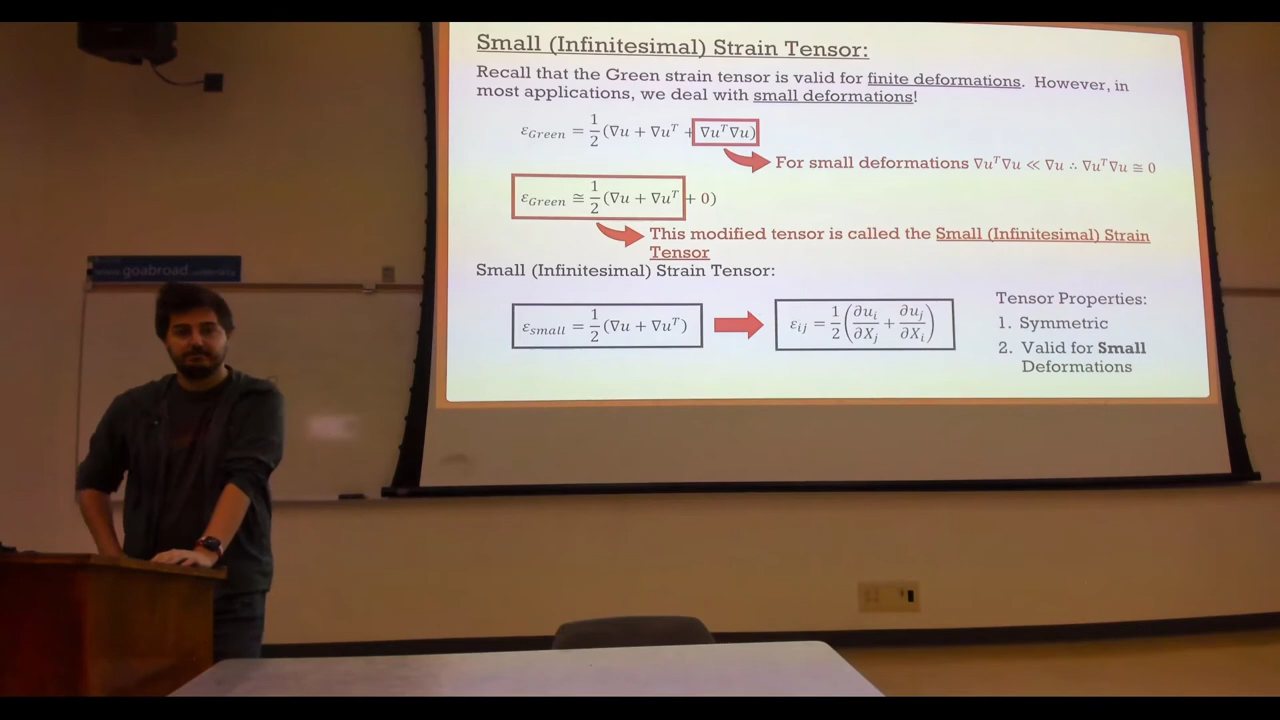 Small (Infinitesimal) Strain Tensor:
Recall that the Green strain tensor is valid for finite deformations. However, in
most applications, we deal with small deformations!
ε_Green = 1/2 (∇u + ∇u^T + ∇u^T∇u)
For small deformations ∇u^T∇u ≪ ∇u ∴ ∇u^T∇u ≅ 0
ε_Green ≅ 1/2 (∇u + ∇u^T + 0)
This modified tensor is called the Small (Infinitesimal) Strain
Tensor
Small (Infinitesimal) Strain Tensor:
ε_small = 1/2 (∇u + ∇u^T)
ε_ij = 1/2 (∂u_i/∂X_j + ∂u_j/∂X_i)
Tensor Properties:
1. Symmetric
2. Valid for Small
Deformations
goabroad